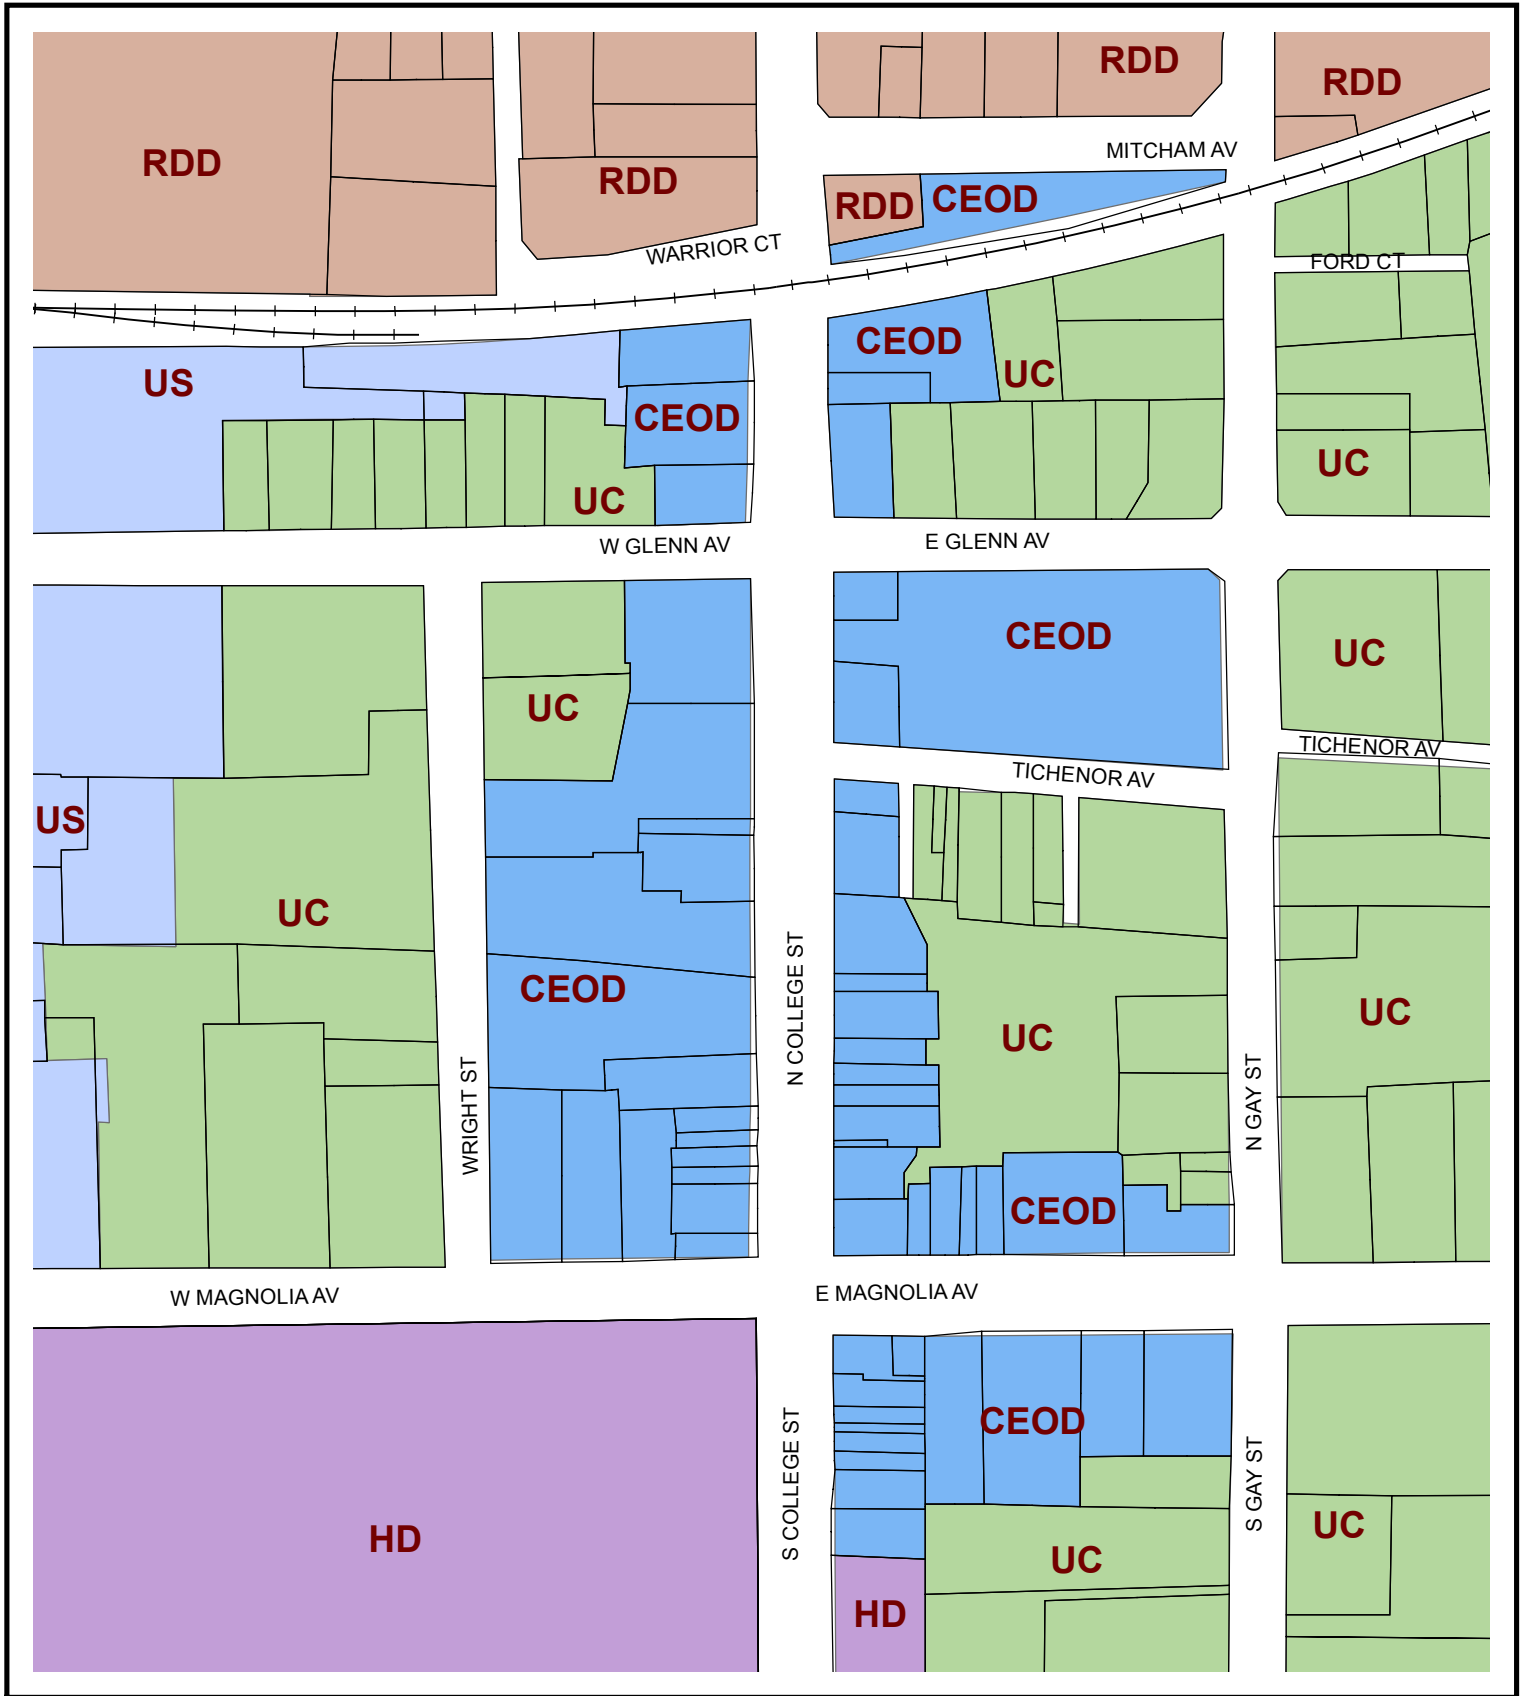 RDD
RDD
MITCHAM AV
RDD
RDD
RDD
CEOD
WARRIOR CT
FORD CT
CEOD
UC
US
CEOD
UC
UC
W GLENN AV
E GLENN AV
CEOD
UC
UC
TICHENOR AV
TICHENOR AV
US
UC
CEOD
N COLLEGE ST
UC
UC
WRIGHT ST
N GAY ST
CEOD
W MAGNOLIA AV
E MAGNOLIA AV
CEOD
S COLLEGE ST
S GAY ST
HD
UC
UC
HD